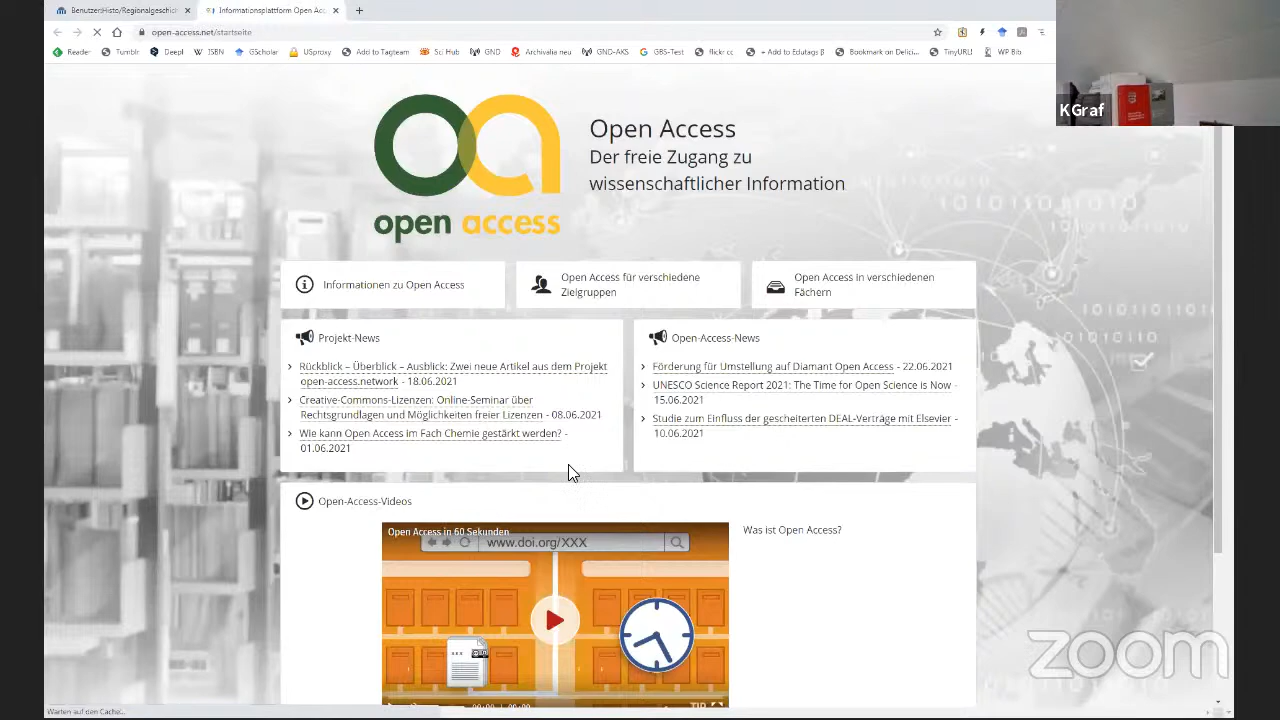 Benutzer:Histo/Regionalgeschich
Informationsplattform Open Acc
open-access.net/startseite
Reader
Tumblr
Deepl
ISBN
GScholar
USproxy
Add to Tagteam
Sci Hub
GND
Archivalia neu
GND-AKS
GBS-Test
Flickr cc
+ Add to Edutags
Bookmark on Delici...
TinyURL!
WP Bib
KGraf
open access
Open Access
Der freie Zugang zu
wissenschaftlicher Information
Informationen zu Open Access
Open Access für verschiedene
Zielgruppen
Open Access in verschiedenen
Fächern
Projekt-News
Rückblick – Überblick – Ausblick: Zwei neue Artikel aus dem Projekt
open-access.network - 18.06.2021
Creative-Commons-Lizenzen: Online-Seminar über
Rechtsgrundlagen und Möglichkeiten freier Lizenzen - 08.06.2021
Wie kann Open Access im Fach Chemie gestärkt werden? -
01.06.2021
Open-Access-News
Förderung für Umstellung auf Diamant Open Access - 22.06.2021
UNESCO Science Report 2021: The Time for Open Science is Now -
15.06.2021
Studie zum Einfluss der gescheiterten DEAL-Verträge mit Elsevier -
10.06.2021
Open-Access-Videos
Open Access in 60 Sekunden
www.doi.org/XXX
Was ist Open Access?
zoom
Warten auf den Cache...